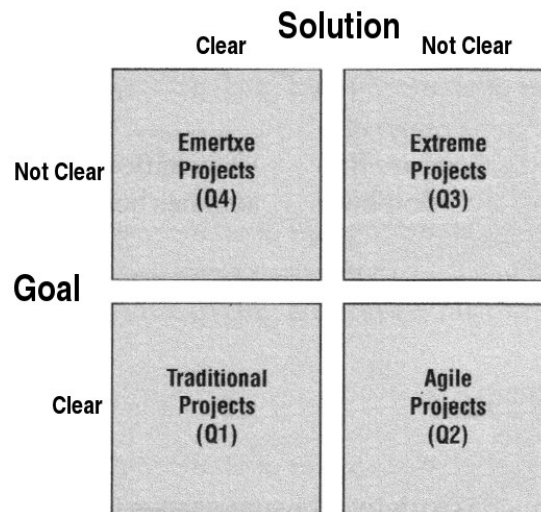 Solution
Clear
Not Clear
Not Clear
Emertxe
Projects
(Q4)
Extreme
Projects
(Q3)
Goal
Clear
Traditional
Projects
(Q1)
Agile
Projects
(Q2)